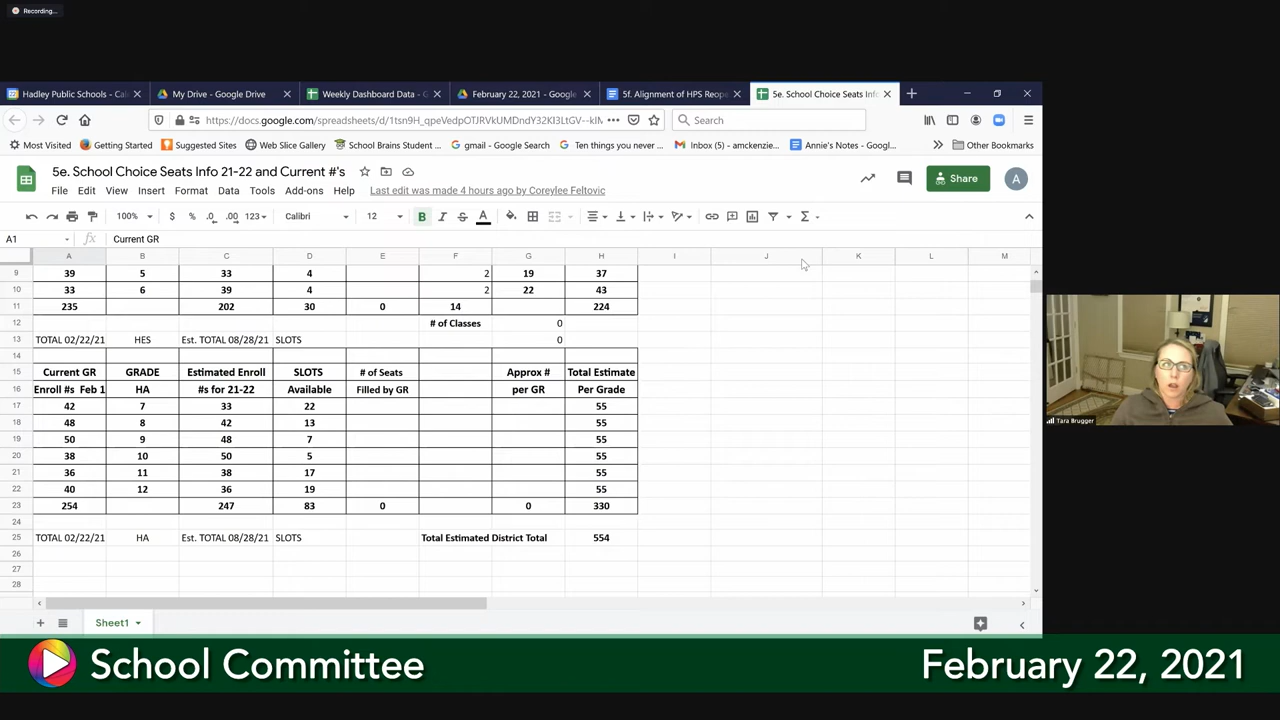 Recording...
Hadley Public Schools - Cal
My Drive - Google Drive
Weekly Dashboard Data - G
February 22, 2021 - Google
5f. Alignment of HPS Reopa
5e. School Choice Seats Info
https://docs.google.com/spreadsheets/d/
Search
Most Visited
Getting Started
Suggested Sites
Web Slice Gallery
School Brains Student ...
gmail - Google Search
Ten things you never ...
Inbox (5) - amckenzie...
Annie's Notes - Goog...
Other Bookmarks
5e. School Choice Seats Info 21-22 and Current #'s
File Edit View Insert Format Data Tools Add-ons Help Last edit was made 4 hours ago by Coreylee Feltovic
Share
A
100% $ % .0 .00 123 Calibri 12 B I S A
A1 fx Current GR
A B C D E F G H I J K L M
9 39 5 33 4 2 19 37
10 33 6 39 4 2 22 43
11 235 202 30 0 14 224
12 # of Classes 0
13 TOTAL 02/22/21 HES Est. TOTAL 08/28/21 SLOTS 0
14
15 Current GR GRADE Estimated Enroll SLOTS # of Seats Approx # Total Estimate
16 Enroll #s Feb 1 HA #s for 21-22 Available Filled by GR per GR Per Grade
17 42 7 33 22 55
18 48 8 42 13 55
19 50 9 48 7 55
20 38 10 50 5 55
21 36 11 38 17 55
22 40 12 36 19 55
23 254 247 83 0 0 330
24
25 TOTAL 02/22/21 HA Est. TOTAL 08/28/21 SLOTS Total Estimated District Total 554
26
27
28
Sheet1
Tara Brugger
School Committee
February 22, 2021